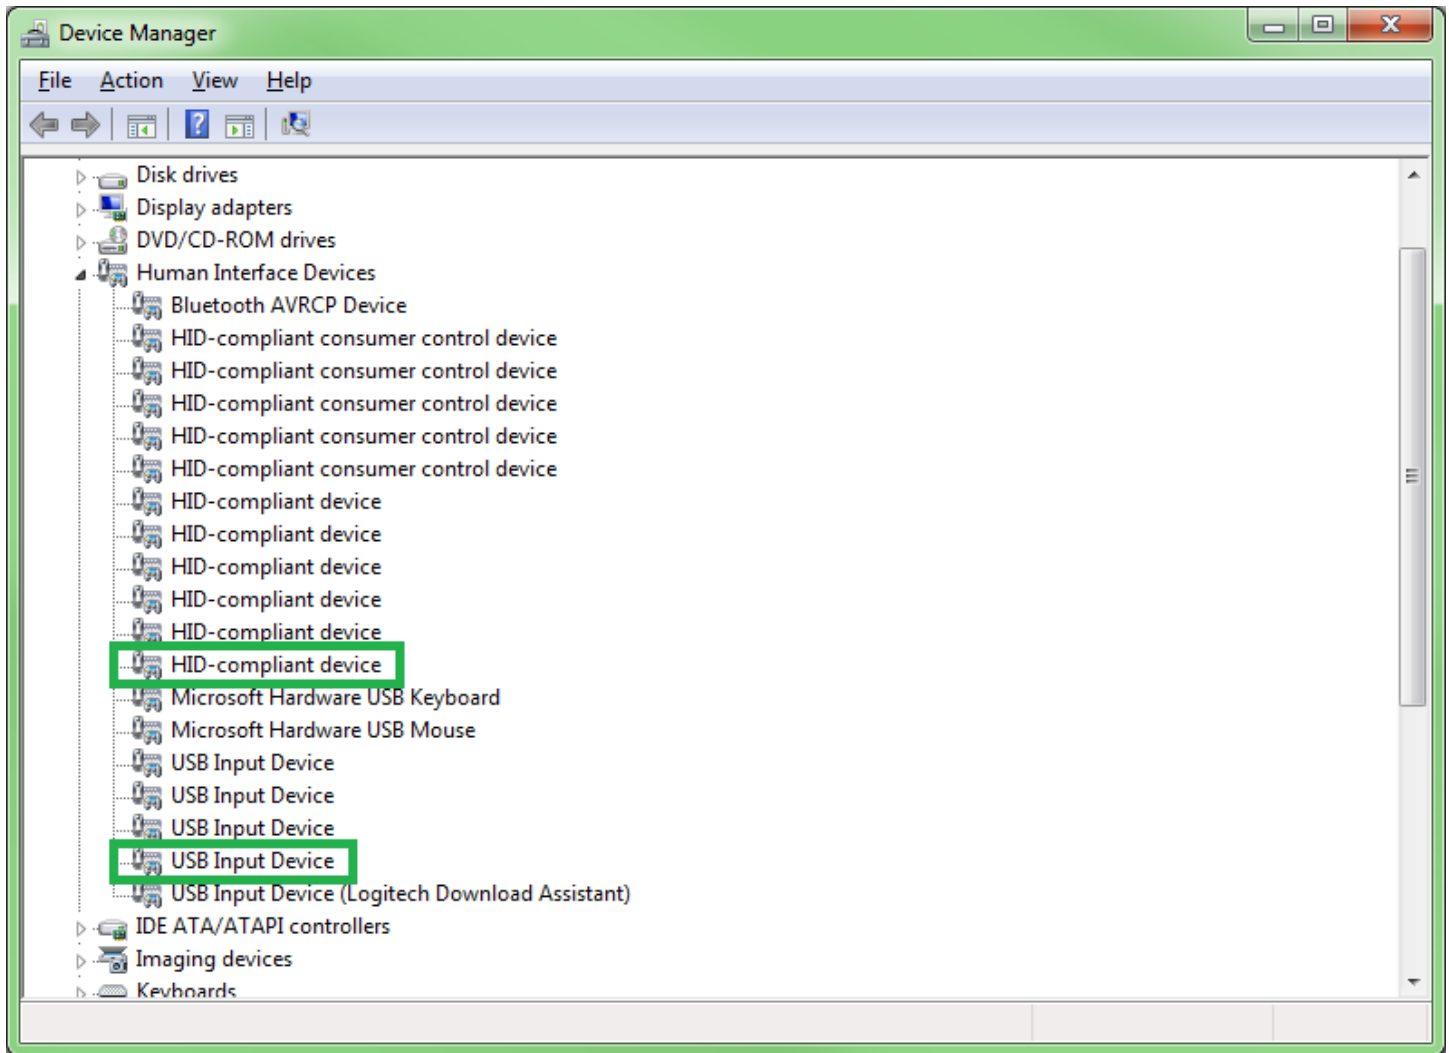 Device Manager
File Action View Help
Disk drives
Display adapters
DVD/CD-ROM drives
Human Interface Devices
Bluetooth AVRCP Device
HID-compliant consumer control device
HID-compliant consumer control device
HID-compliant consumer control device
HID-compliant consumer control device
HID-compliant consumer control device
HID-compliant device
HID-compliant device
HID-compliant device
HID-compliant device
HID-compliant device
HID-compliant device
Microsoft Hardware USB Keyboard
Microsoft Hardware USB Mouse
USB Input Device
USB Input Device
USB Input Device
USB Input Device
USB Input Device (Logitech Download Assistant)
IDE ATA/ATAPI controllers
Imaging devices
Keyboards